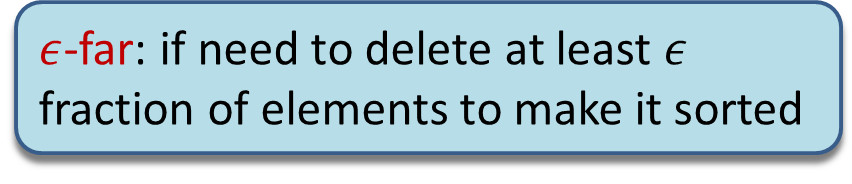 ϵ-far: if need to delete at least ϵ
fraction of elements to make it sorted